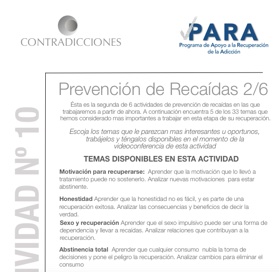 CONTRADICCIONES
PARA
Programa de Apoyo a la Recuperación
de la Adicción
Prevención de Recaídas 2/6
Ésta es la segunda de 6 actividades de prevención de recaídas en las que
trabajaremos a partir de ahora. A continuación encuentra 5 de los 33 temas que
hemos considerado mas importantes a trabajar en esta etapa de su recuperación.
Escoja los temas que le parezcan mas interesantes u oportunos,
trabájelos y téngalos disponibles en el momento de la
videoconferencia de esta actividad
TEMAS DISPONIBLES EN ESTA ACTIVIDAD
Motivación para recuperarse: Aprender que la motivación que lo llevó a
tratamiento puede no sostenerlo. Analizar nuevas motivaciones para estar
abstinente.
Honestidad Aprender que la honestidad no es fácil, y es parte de una
recuperación exitosa. Analizar las consecuencias y beneficios de decir la
verdad.
Sexo y recuperación Aprender que el sexo impulsivo puede ser una forma de
dependencia y llevar a recaídas. Analizar relaciones que contribuyan a la
recuperación.
Abstinencia total Aprender que cualquier consumo nubla la toma de
decisiones y pone el peligro la recuperación. Analizar cambios para eliminar el
consumo
IVIDAD Nº 10